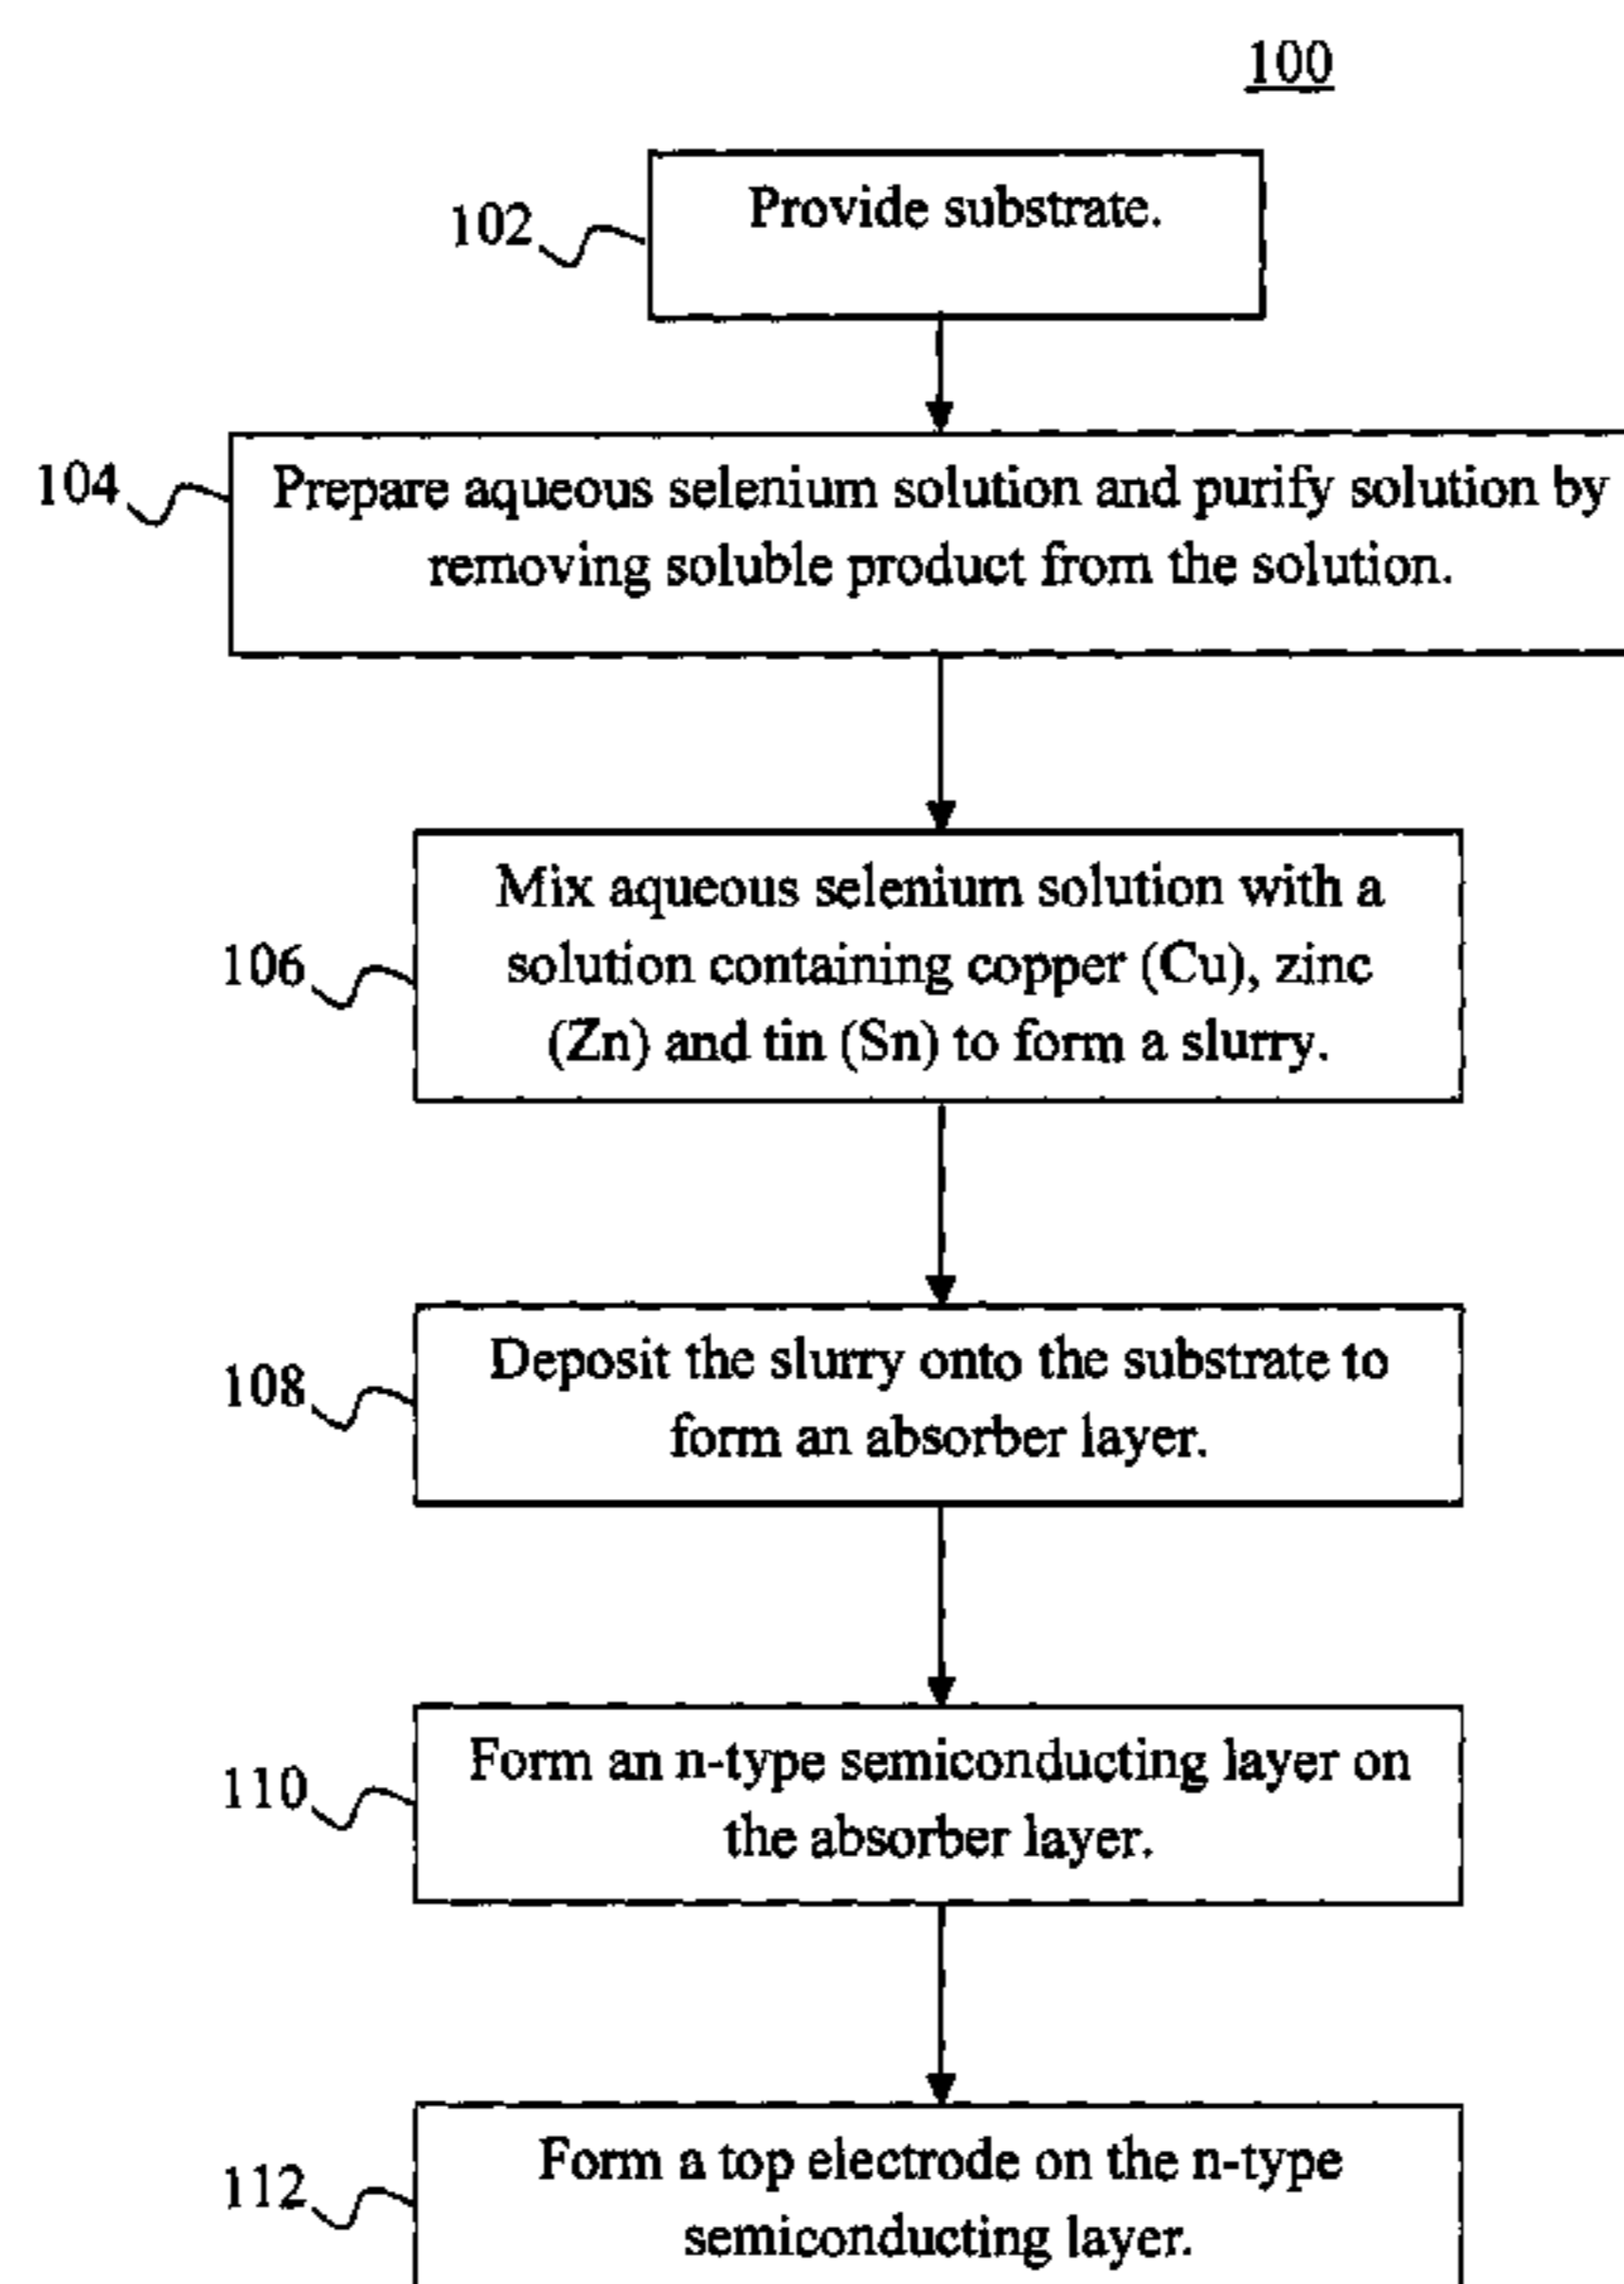 100
102
Provide substrate.
104
Prepare aqueous selenium solution and purify solution by
removing soluble product from the solution.
106
Mix aqueous selenium solution with a
solution containing copper (Cu), zinc
(Zn) and tin (Sn) to form a slurry.
108
Deposit the slurry onto the substrate to
form an absorber layer.
110
Form an n-type semiconducting layer on
the absorber layer.
112
Form a top electrode on the n-type
semiconducting layer.